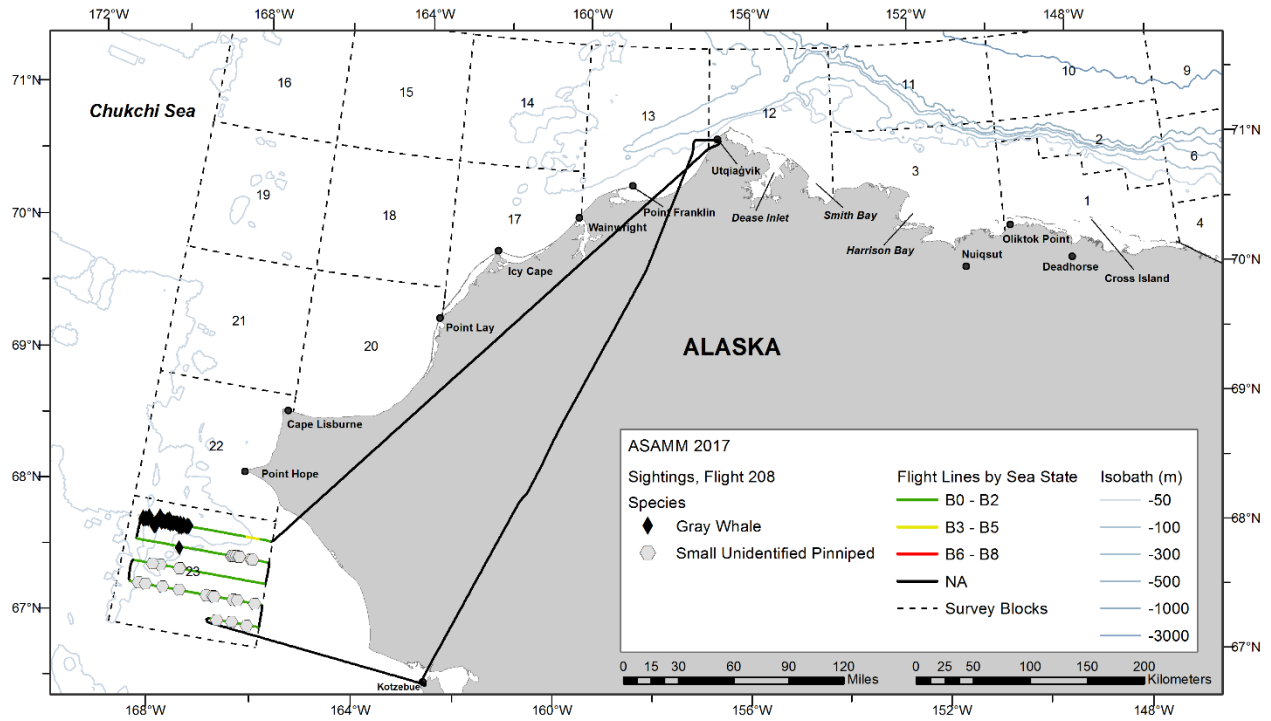 172°W 168°W 164°W 160°W 156°W 152°W 148°W
71°N
Chukchi Sea
16
15
14
13
12
11
10
9
2
6
71°N
Utqiaġvik
3
Dease Inlet
Smith Bay
Harrison Bay
1
4
Oliktok Point
Nuiqsut
Deadhorse
Cross Island
70°N
19
18
17
Point Franklin
Wainwright
Icy Cape
70°N
21
20
Point Lay
69°N
ALASKA
69°N
Cape Lisburne
22
Point Hope
68°N
68°N
23
67°N
67°N
Kotzebue
ASAMM 2017
Sightings, Flight 208
Species
Gray Whale
Small Unidentified Pinniped
Flight Lines by Sea State
B0 - B2
B3 - B5
B6 - B8
NA
Survey Blocks
Isobath (m)
-50
-100
-300
-500
-1000
-3000
0 15 30 60 90 120
Miles
0 25 50 100 150 200
Kilometers
168°W 164°W 160°W 156°W 152°W 148°W